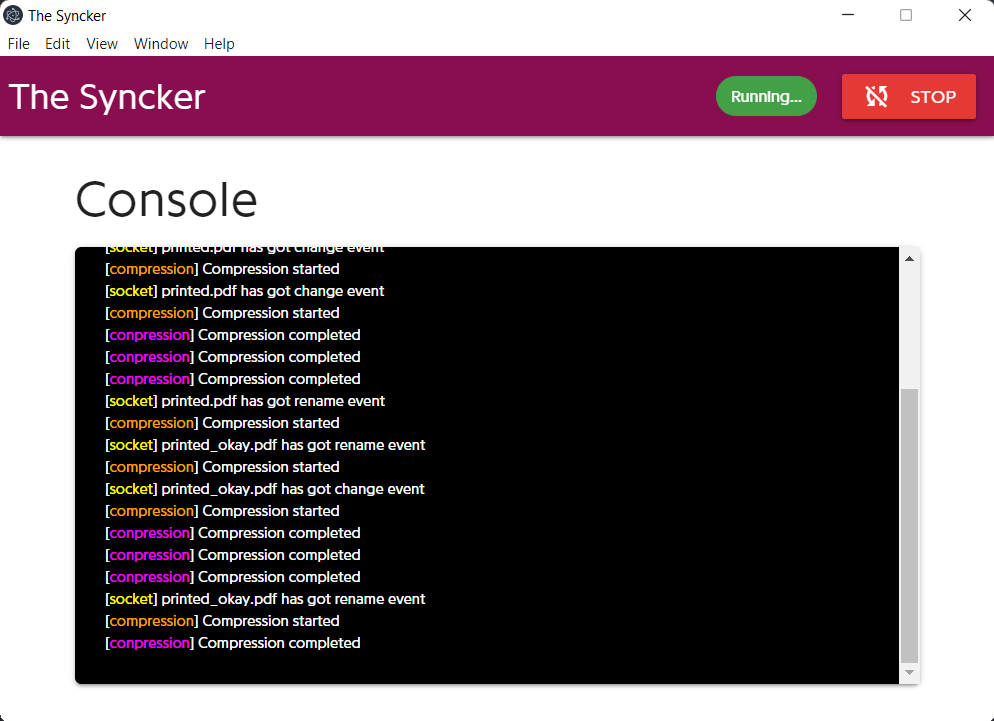 The Syncker
File Edit View Window Help
The Syncker
Running...
STOP
Console
[socket] printed.pdf has got change event
[compression] Compression started
[socket] printed.pdf has got change event
[compression] Compression started
[conpression] Compression completed
[conpression] Compression completed
[conpression] Compression completed
[socket] printed.pdf has got rename event
[compression] Compression started
[socket] printed_okay.pdf has got rename event
[compression] Compression started
[socket] printed_okay.pdf has got change event
[compression] Compression started
[conpression] Compression completed
[conpression] Compression completed
[conpression] Compression completed
[socket] printed_okay.pdf has got rename event
[compression] Compression started
[conpression] Compression completed